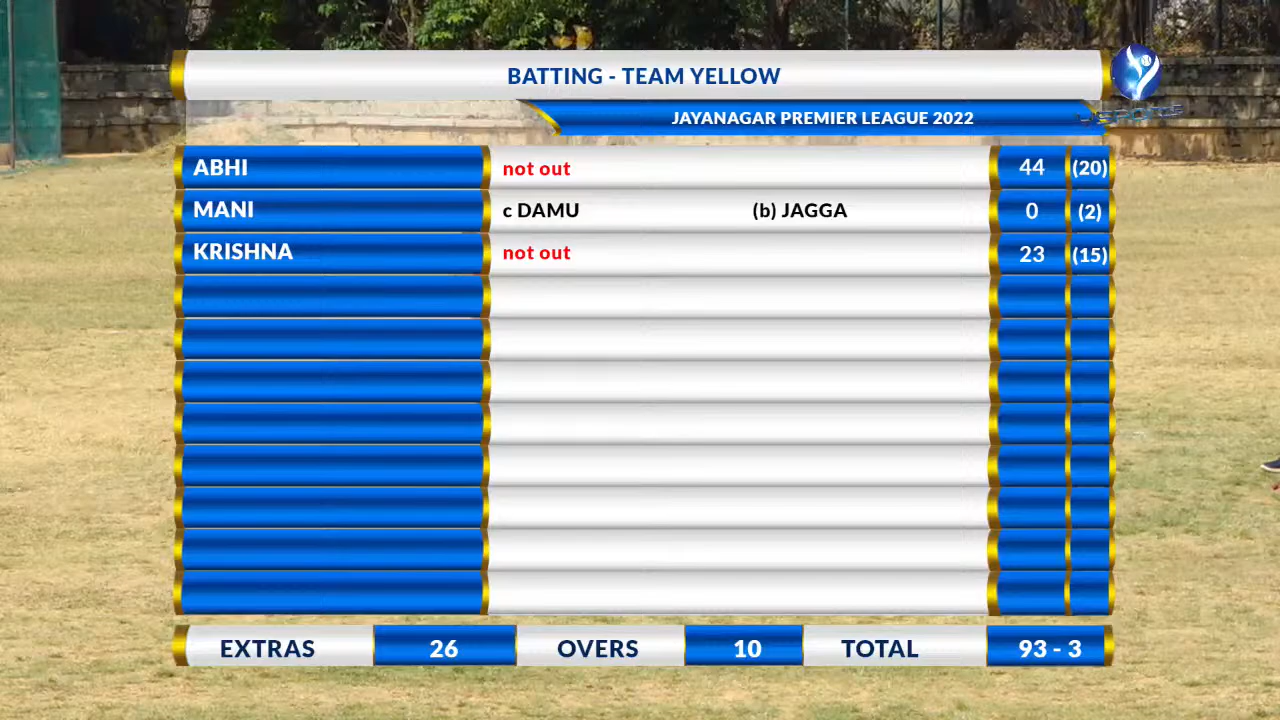 BATTING - TEAM YELLOW
JAYANAGAR PREMIER LEAGUE 2022
ABHI not out 44 (20)
MANI c DAMU (b) JAGGA 0 (2)
KRISHNA not out 23 (15)
EXTRAS 26 OVERS 10 TOTAL 93 - 3